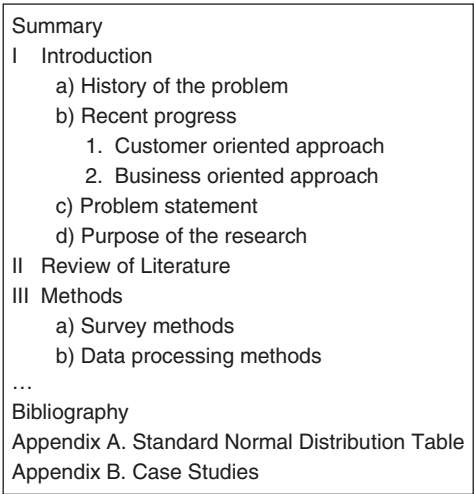 Summary
I Introduction
a) History of the problem
b) Recent progress
1. Customer oriented approach
2. Business oriented approach
c) Problem statement
d) Purpose of the research
II Review of Literature
III Methods
a) Survey methods
b) Data processing methods
…
Bibliography
Appendix A. Standard Normal Distribution Table
Appendix B. Case Studies